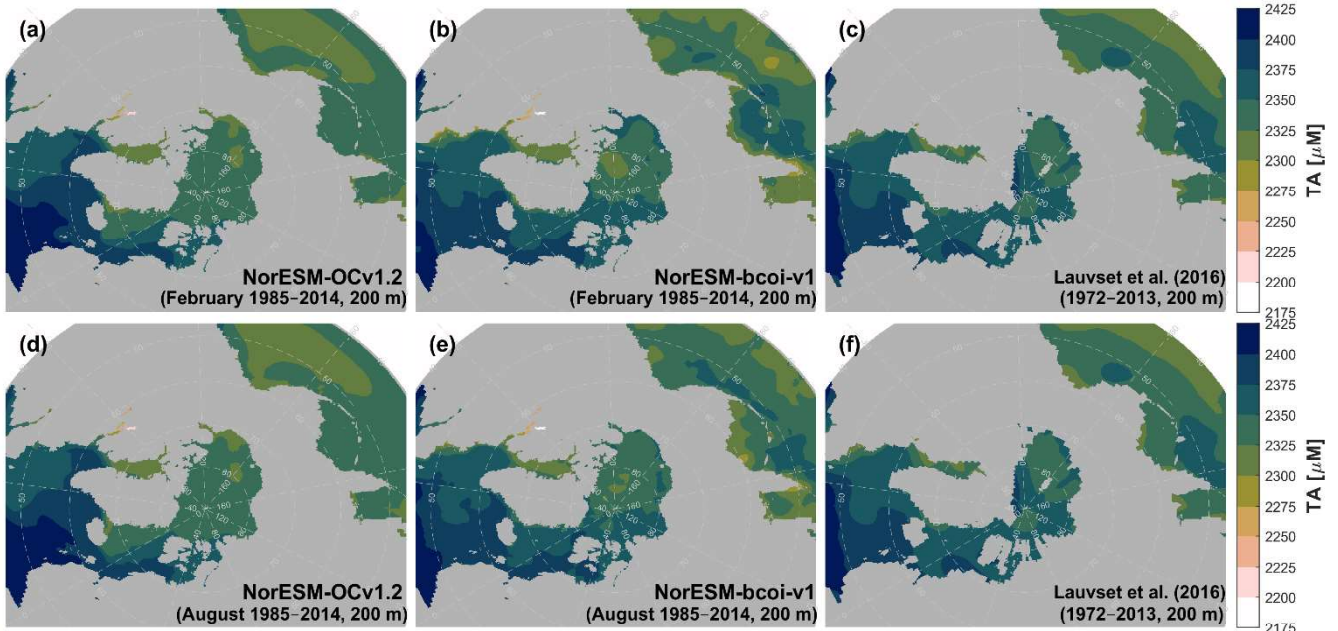 (a)
NorESM-OCv1.2
(February 1985–2014, 200 m)
(b)
NorESM-bcoi-v1
(February 1985–2014, 200 m)
(c)
Lauvset et al. (2016)
(1972–2013, 200 m)
2425
2400
2375
2350
2325
2300
2275
2250
2225
2200
2175
TA [μM]
(d)
NorESM-OCv1.2
(August 1985–2014, 200 m)
(e)
NorESM-bcoi-v1
(August 1985–2014, 200 m)
(f)
Lauvset et al. (2016)
(1972–2013, 200 m)
2425
2400
2375
2350
2325
2300
2275
2250
2225
2200
2175
TA [μM]